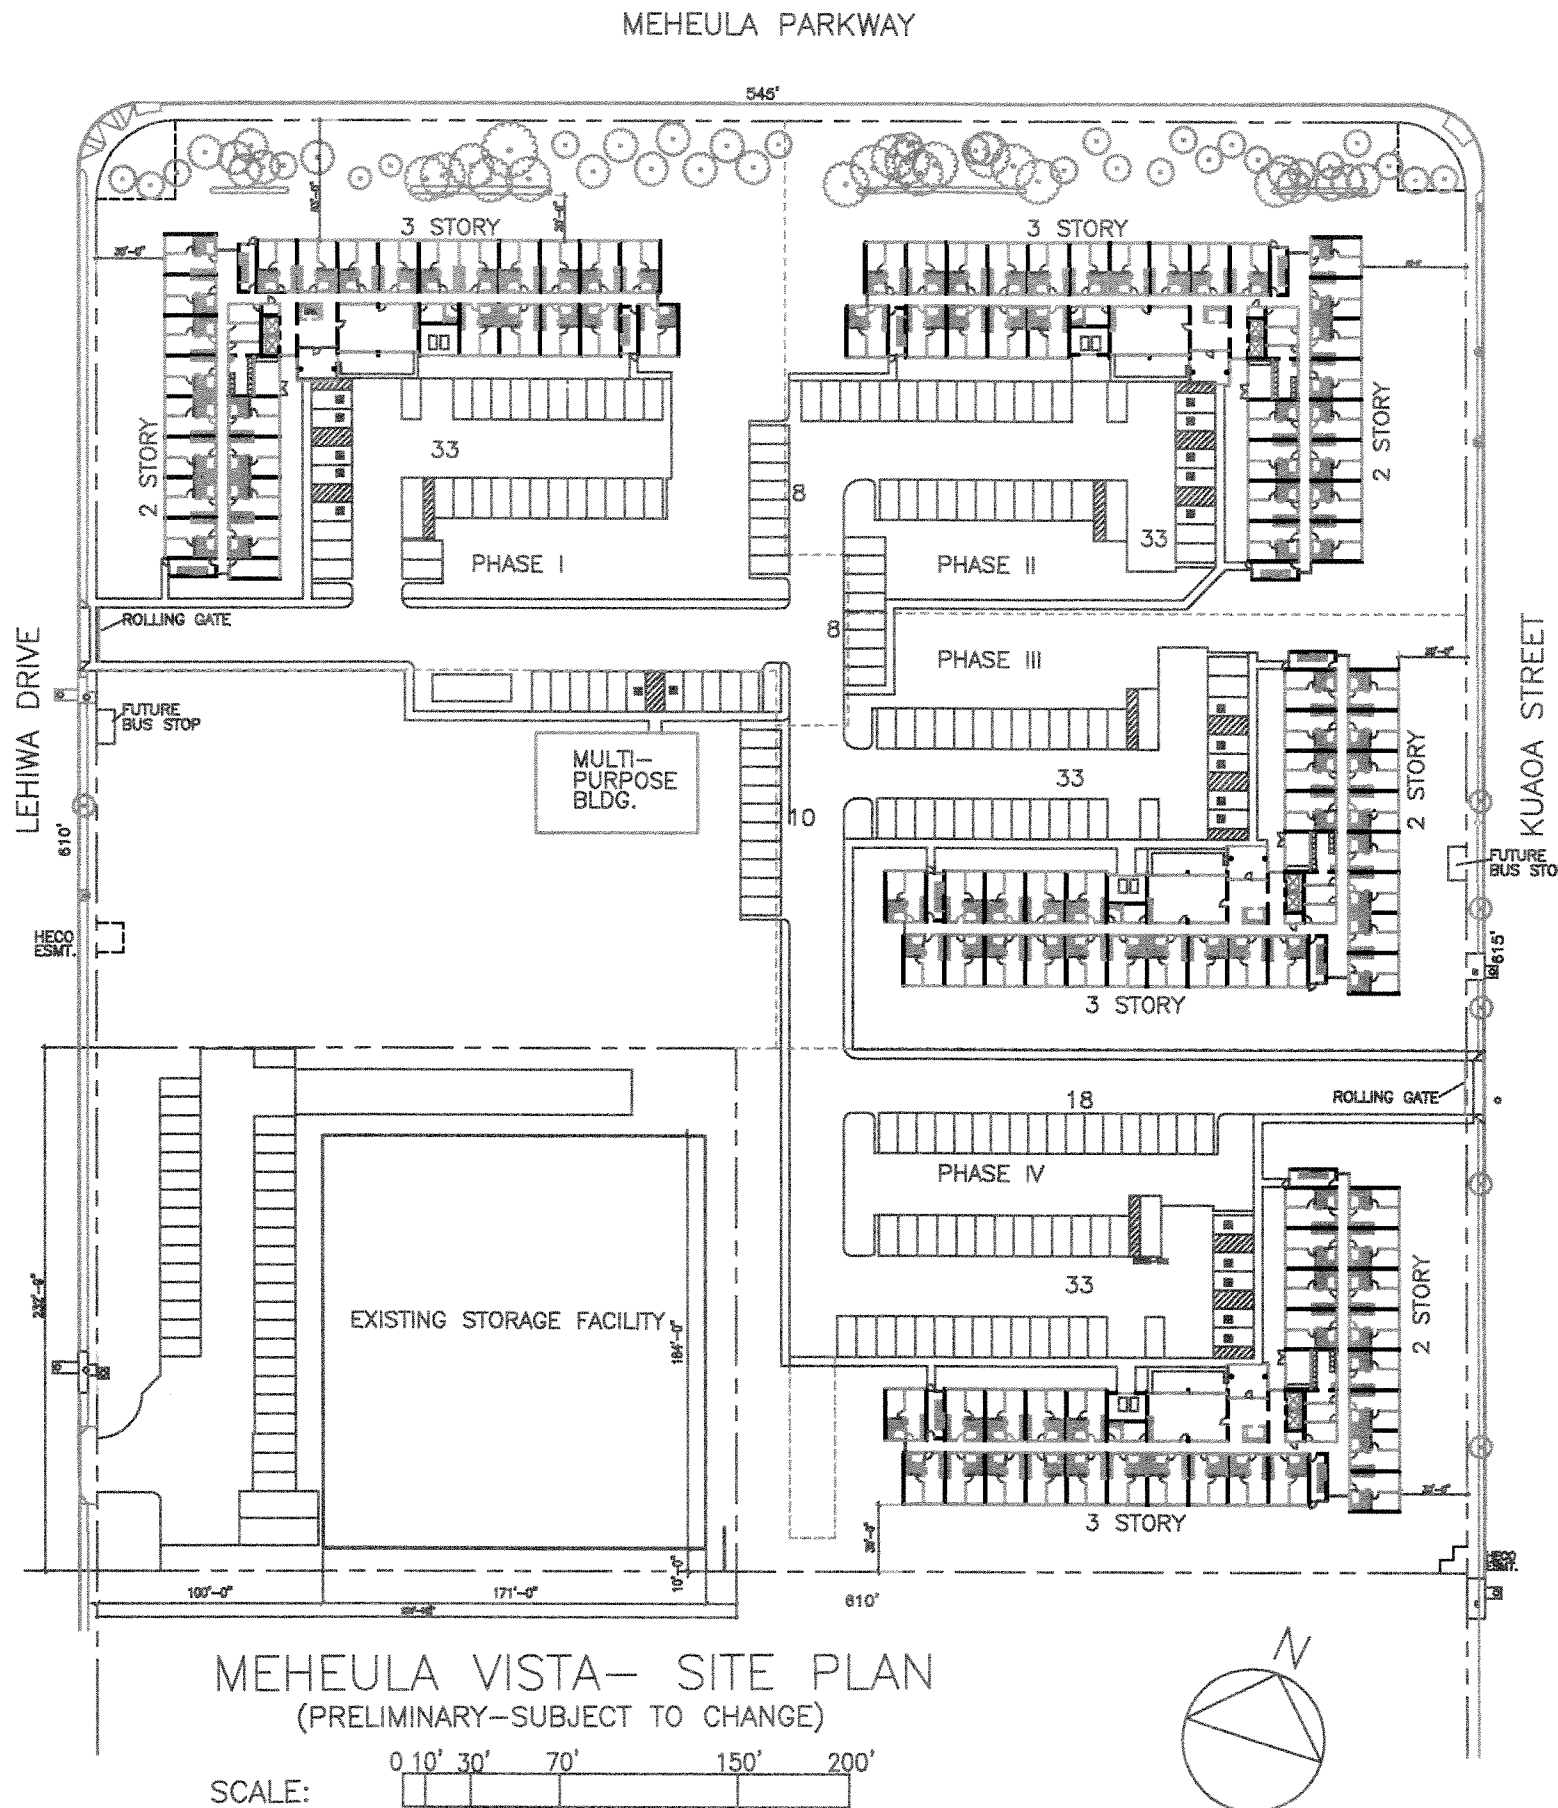 MEHEULA PARKWAY
545'
3 STORY
3 STORY
2 STORY
2 STORY
33
8
33
PHASE I
PHASE II
ROLLING GATE
8
PHASE III
LEHIWA DRIVE
KUAOA STREET
FUTURE
BUS STOP
MULTI-
PURPOSE
BLDG.
33
2 STORY
10
610'
FUTURE
BUS STO
HECO
ESMT.
615'
3 STORY
ROLLING GATE
18
PHASE IV
33
2 STORY
EXISTING STORAGE FACILITY
184'-0"
3 STORY
10'-0"
171'-0"
610'
MEHEULA VISTA- SITE PLAN
(PRELIMINARY-SUBJECT TO CHANGE)
N
0 10' 30' 70' 150' 200'
SCALE: